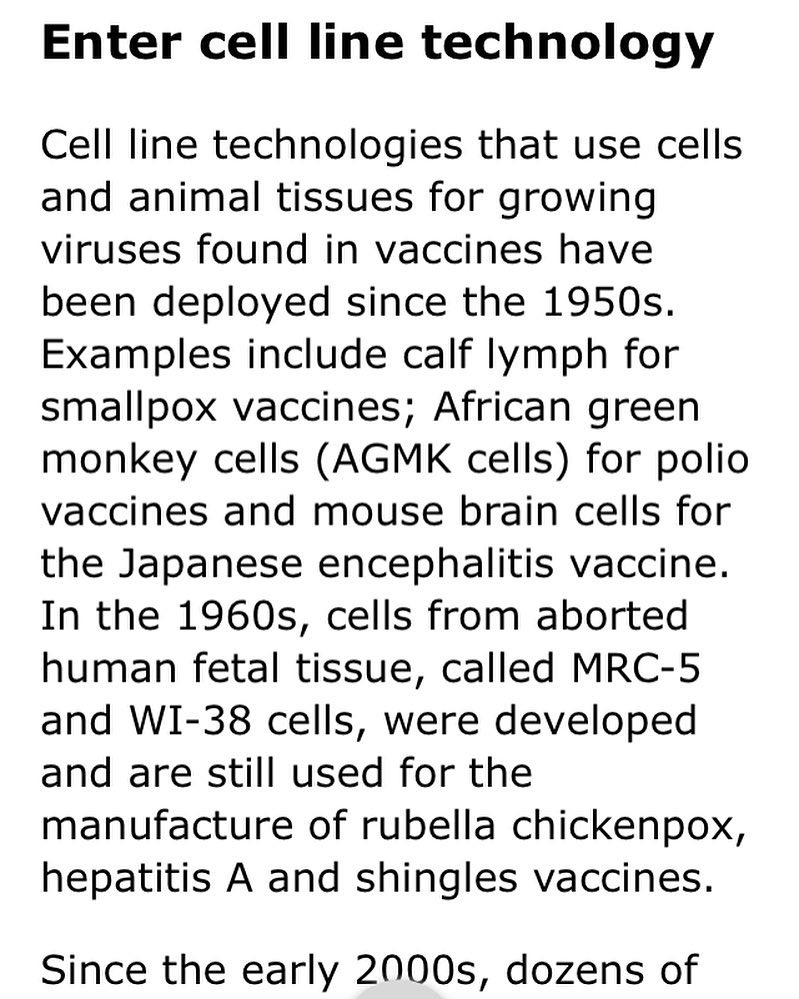 Enter cell line technology
Cell line technologies that use cells
and animal tissues for growing
viruses found in vaccines have
been deployed since the 1950s.
Examples include calf lymph for
smallpox vaccines; African green
monkey cells (AGMK cells) for polio
vaccines and mouse brain cells for
the Japanese encephalitis vaccine.
In the 1960s, cells from aborted
human fetal tissue, called MRC-5
and WI-38 cells, were developed
and are still used for the
manufacture of rubella chickenpox,
hepatitis A and shingles vaccines.
Since the early 2000s, dozens of